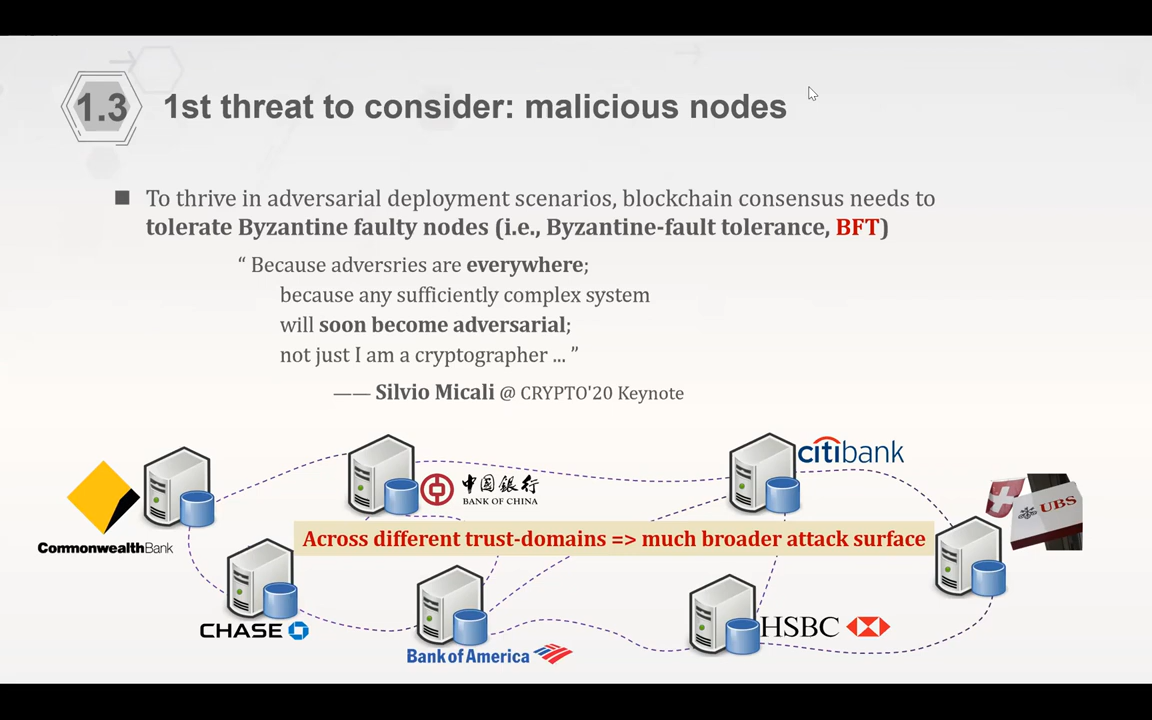 1.3
1st threat to consider: malicious nodes
To thrive in adversarial deployment scenarios, blockchain consensus needs to
tolerate Byzantine faulty nodes (i.e., Byzantine-fault tolerance, BFT)
“ Because adversries are everywhere;
because any sufficiently complex system
will soon become adversarial;
not just I am a cryptographer ... ”
—— Silvio Micali @ CRYPTO'20 Keynote
citibank
中国银行
BANK OF CHINA
UBS
Across different trust-domains => much broader attack surface
CommonwealthBank
CHASE
HSBC
Bank of America